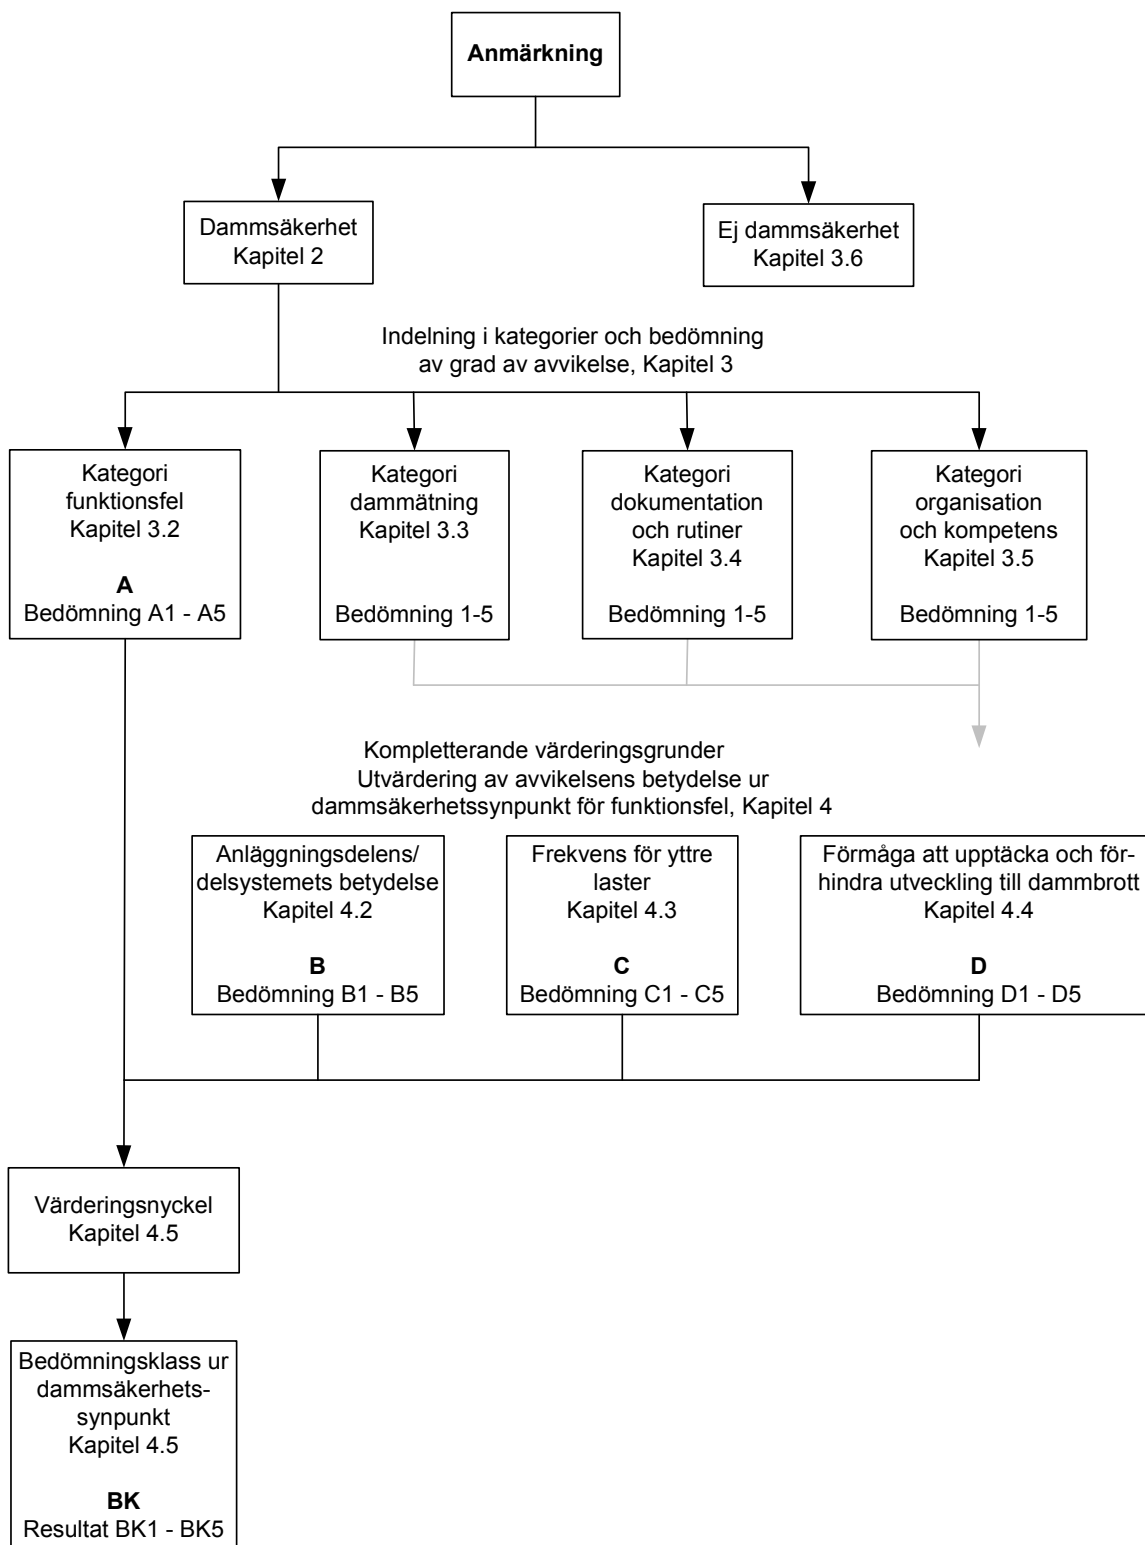 Anmärkning
Dammsäkerhet
Kapitel 2
Ej dammsäkerhet
Kapitel 3.6
Indelning i kategorier och bedömning
av grad av avvikelse, Kapitel 3
Kategori
funktionsfel
Kapitel 3.2
A
Bedömning A1 - A5
Kategori
dammätning
Kapitel 3.3
Bedömning 1-5
Kategori
dokumentation
och rutiner
Kapitel 3.4
Bedömning 1-5
Kategori
organisation
och kompetens
Kapitel 3.5
Bedömning 1-5
Kompletterande värderingsgrunder
Utvärdering av avvikelsens betydelse ur
dammsäkerhetssynpunkt för funktionsfel, Kapitel 4
Anläggningsdelens/
delsystemets betydelse
Kapitel 4.2
B
Bedömning B1 - B5
Frekvens för yttre
laster
Kapitel 4.3
C
Bedömning C1 - C5
Förmåga att upptäcka och för-
hindra utveckling till dammbrott
Kapitel 4.4
D
Bedömning D1 - D5
Värderingsnyckel
Kapitel 4.5
Bedömningsklass ur
dammsäkerhets-
synpunkt
Kapitel 4.5
BK
Resultat BK1 - BK5